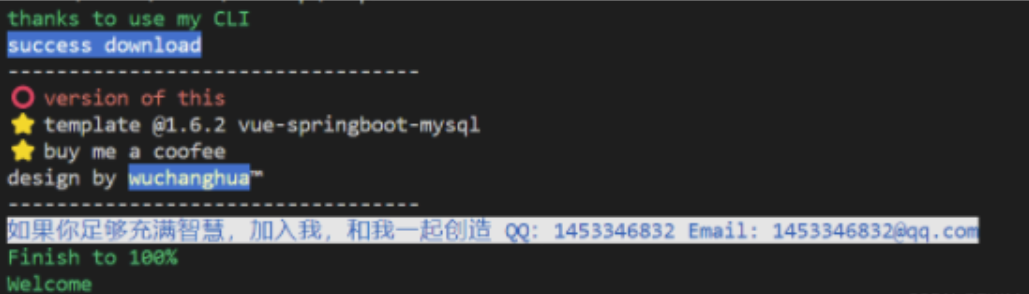 thanks to use my CLI
success download
----------------------------------
⭕ version of this
⭐ template @1.6.2 vue-springboot-mysql
⭐ buy me a coofee
design by wuchanghua™
----------------------------------
如果你足够充满智慧，加入我，和我一起创造 QQ: 1453346832 Email: 1453346832@qq.com
Finish to 100%
Welcome